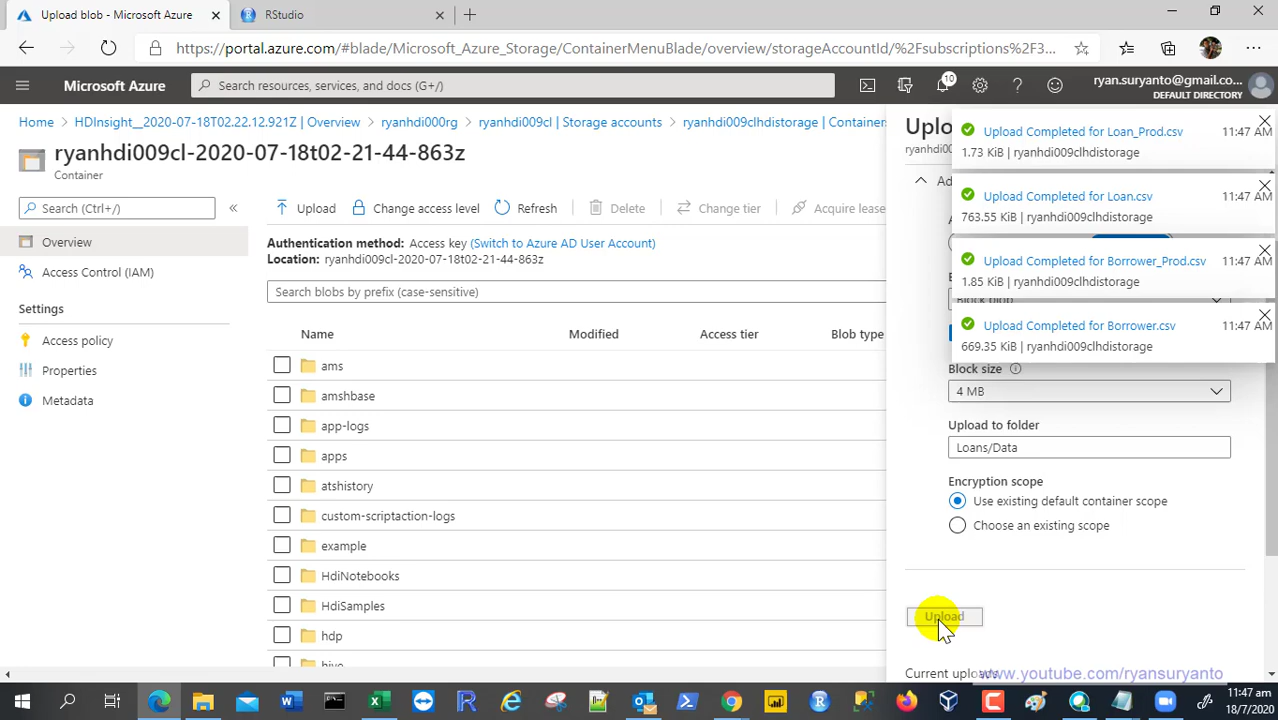 Upload blob - Microsoft Azure
RStudio
https://portal.azure.com/#blade/Microsoft_Azure_Storage/ContainerMenuBlade/overview/storageAccountId/%2Fsubscriptions%2F3...
Microsoft Azure
Search resources, services, and docs (G+/)
10
ryan.suryanto@gmail.co...
DEFAULT DIRECTORY
Home
HDInsight__2020-07-18T02.22.12.921Z | Overview
ryanhdi000rg
ryanhdi009cl | Storage accounts
ryanhdi009clhdistorage | Containers
ryanhdi009cl-2020-07-18t02-21-44-863z
Container
Search (Ctrl+/)
Overview
Access Control (IAM)
Settings
Access policy
Properties
Metadata
Upload
Change access level
Refresh
Delete
Change tier
Acquire lease
Authentication method: Access key (Switch to Azure AD User Account)
Location: ryanhdi009cl-2020-07-18t02-21-44-863z
Search blobs by prefix (case-sensitive)
Name
Modified
Access tier
Blob type
ams
amshbase
app-logs
apps
atshistory
custom-scriptaction-logs
example
HdiNotebooks
HdiSamples
hdp
hive
Upload Completed for Loan_Prod.csv
11:47 AM
1.73 KiB | ryanhdi009clhdistorage
Upload Completed for Loan.csv
11:47 AM
763.55 KiB | ryanhdi009clhdistorage
Upload Completed for Borrower_Prod.csv
11:47 AM
1.85 KiB | ryanhdi009clhdistorage
Block blob
Upload Completed for Borrower.csv
11:47 AM
669.35 KiB | ryanhdi009clhdistorage
Block size
4 MB
Upload to folder
Loans/Data
Encryption scope
Use existing default container scope
Choose an existing scope
Upload
Current uploads
www.youtube.com/ryansuryanto
11:47 am
18/7/2020